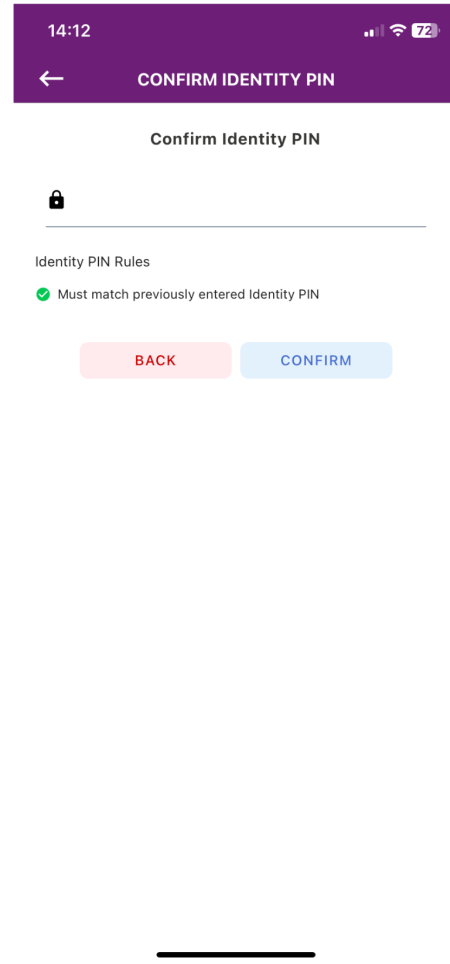 14:12
72
CONFIRM IDENTITY PIN
Confirm Identity PIN
Identity PIN Rules
Must match previously entered Identity PIN
BACK
CONFIRM